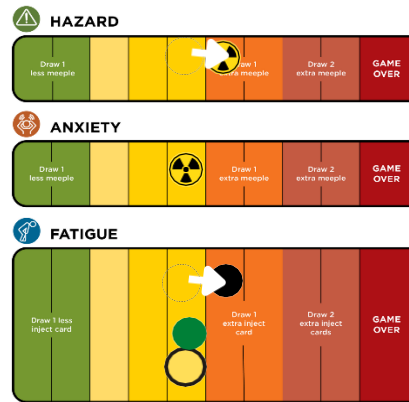 HAZARD
Draw 1
less meeple
Draw 1
extra meeple
Draw 2
extra meeple
GAME
OVER
ANXIETY
Draw 1
less meeple
Draw 1
extra meeple
Draw 2
extra meeple
GAME
OVER
FATIGUE
Draw 1 less
inject card
Draw 1
extra inject
card
Draw 2
extra inject
cards
GAME
OVER